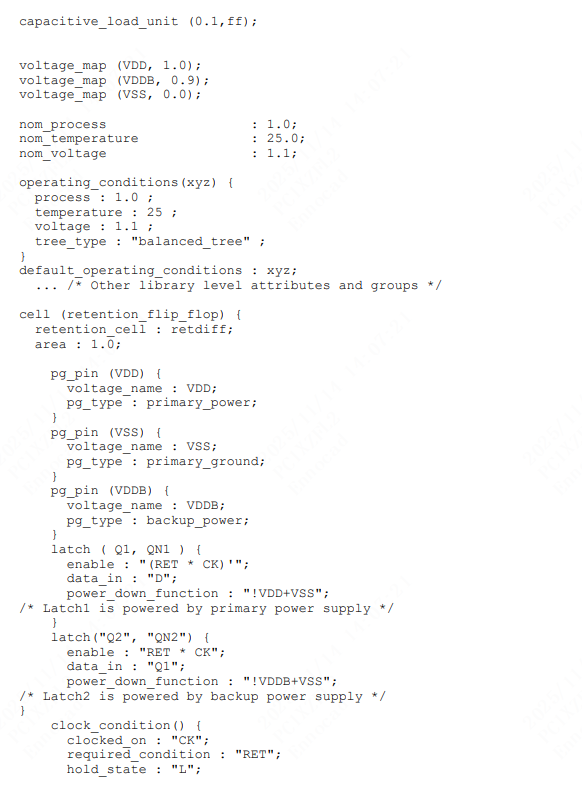 capacitive_load_unit (0.1,ff);
voltage_map (VDD, 1.0);
voltage_map (VDDB, 0.9);
voltage_map (VSS, 0.0);
nom_process : 1.0;
nom_temperature : 25.0;
nom_voltage : 1.1;
operating_conditions(xyz) {
process : 1.0 ;
temperature : 25 ;
voltage : 1.1 ;
tree_type : "balanced_tree" ;
}
default_operating_conditions : xyz;
... /* Other library level attributes and groups */
cell (retention_flip_flop) {
retention_cell : retdiff;
area : 1.0;
pg_pin (VDD) {
voltage_name : VDD;
pg_type : primary_power;
}
pg_pin (VSS) {
voltage_name : VSS;
pg_type : primary_ground;
}
pg_pin (VDDB) {
voltage_name : VDDB;
pg_type : backup_power;
}
latch ( Q1, QN1 ) {
enable : "(RET * CK)'";
data_in : "D";
power_down_function : "!VDD+VSS";
/* Latch1 is powered by primary power supply */
}
latch("Q2", "QN2") {
enable : "RET * CK";
data_in : "Q1";
power_down_function : "!VDDB+VSS";
/* Latch2 is powered by backup power supply */
}
clock_condition() {
clocked_on : "CK";
required_condition : "RET";
hold_state : "L";